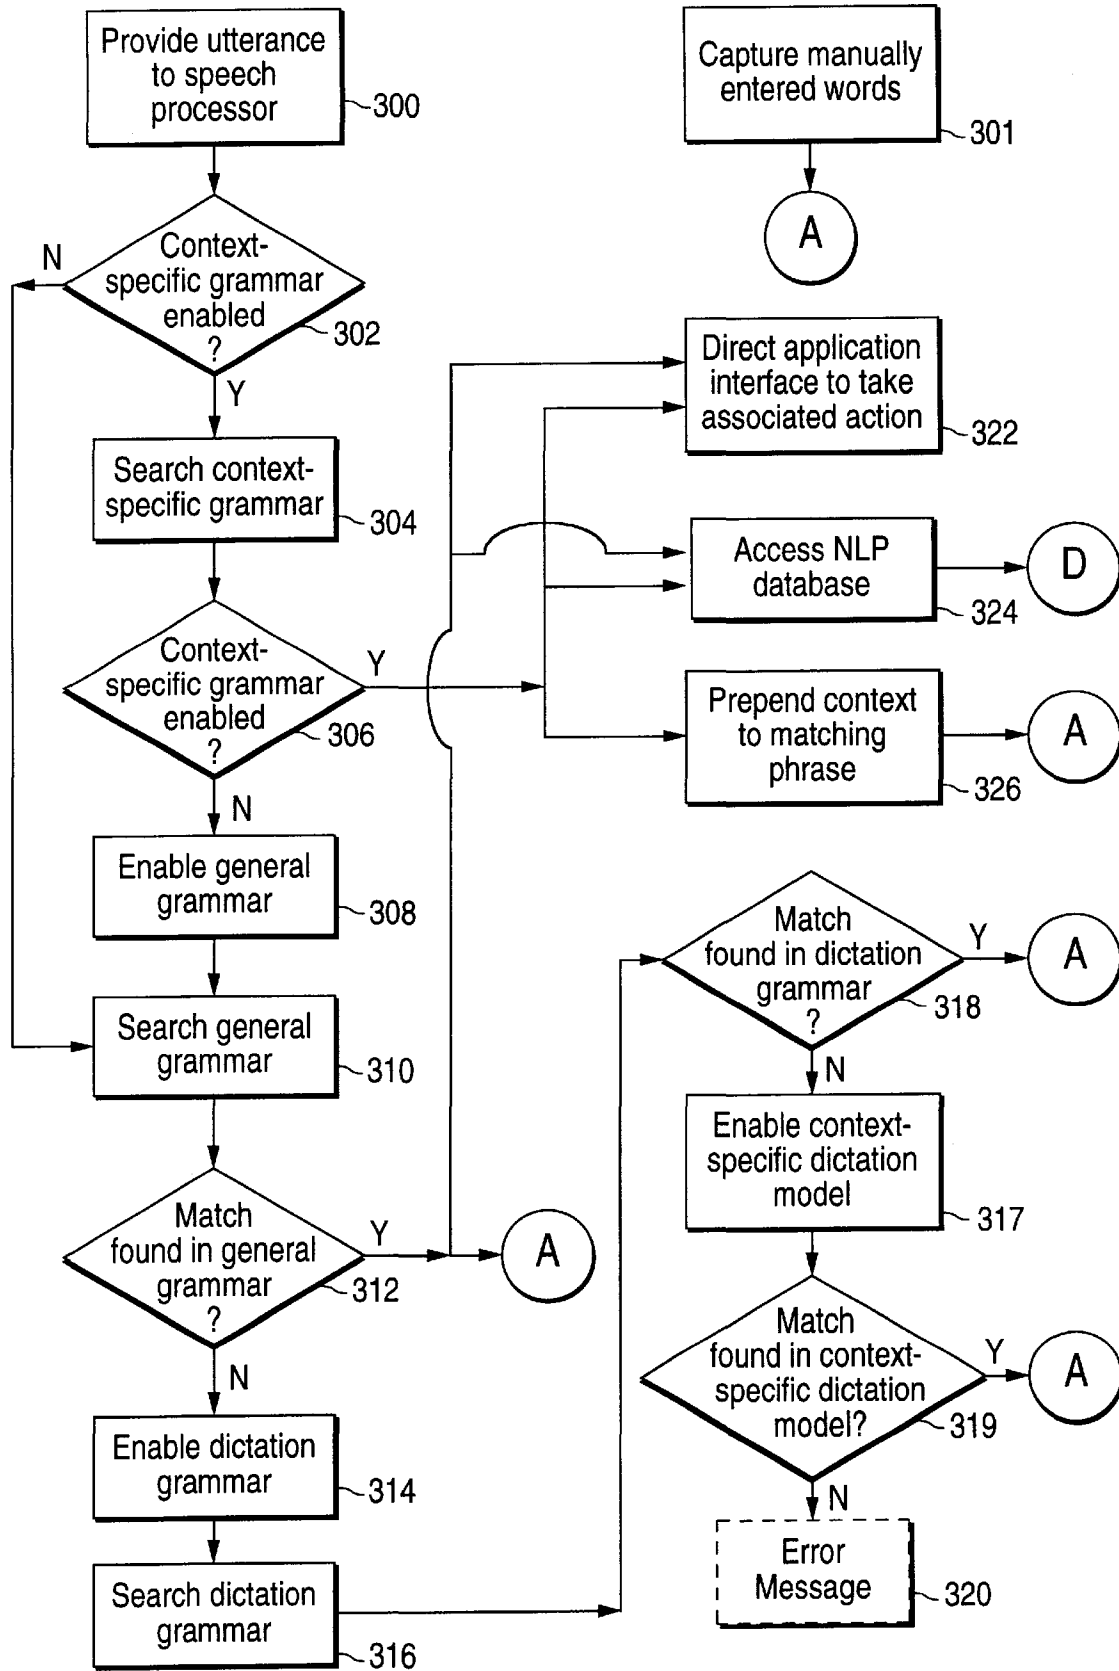 Provide utterance
to speech
processor
300
N
Context-
specific grammar
enabled
?
302
Y
Search context-
specific grammar
304
Context-
specific grammar
enabled
?
306
Y
N
Enable general
grammar
308
Search general
grammar
310
Match
found in general
grammar
?
312
Y
A
N
Enable dictation
grammar
314
Search dictation
grammar
316
Capture manually
entered words
301
A
Direct application
interface to take
associated action
322
Access NLP
database
324
D
Prepend context
to matching
phrase
326
A
Match
found in dictation
grammar
?
318
Y
A
N
Enable context-
specific dictation
model
317
Match
found in context-
specific dictation
model?
319
Y
A
N
Error
Message
320